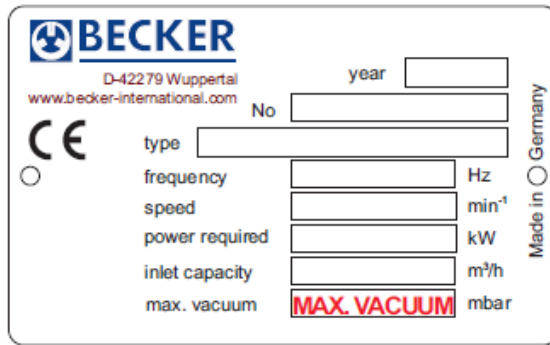 BECKER
D-42279 Wuppertal
www.becker-international.com
year
No
CE
type
frequency Hz
speed min⁻¹
power required kW
inlet capacity m³/h
max. vacuum MAX. VACUUM mbar
Made in Germany